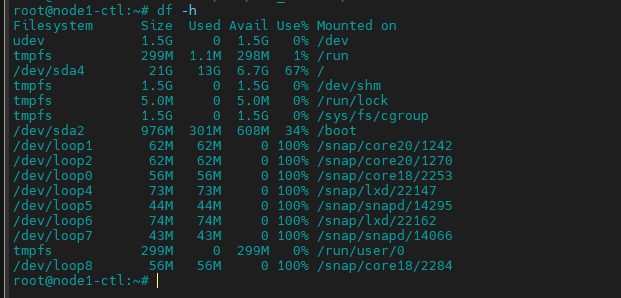 root@node1-ctl:~# df -h
Filesystem      Size  Used Avail Use% Mounted on
udev            1.5G     0  1.5G   0% /dev
tmpfs           299M  1.1M  298M   1% /run
/dev/sda4        21G   13G  6.7G  67% /
tmpfs           1.5G     0  1.5G   0% /dev/shm
tmpfs           5.0M     0  5.0M   0% /run/lock
tmpfs           1.5G     0  1.5G   0% /sys/fs/cgroup
/dev/sda2       976M  301M  608M  34% /boot
/dev/loop1       62M   62M     0 100% /snap/core20/1242
/dev/loop2       62M   62M     0 100% /snap/core20/1270
/dev/loop0       56M   56M     0 100% /snap/core18/2253
/dev/loop4       73M   73M     0 100% /snap/lxd/22147
/dev/loop5       44M   44M     0 100% /snap/snapd/14295
/dev/loop6       74M   74M     0 100% /snap/lxd/22162
/dev/loop7       43M   43M     0 100% /snap/snapd/14066
tmpfs           299M     0  299M   0% /run/user/0
/dev/loop8       56M   56M     0 100% /snap/core18/2284
root@node1-ctl:~#